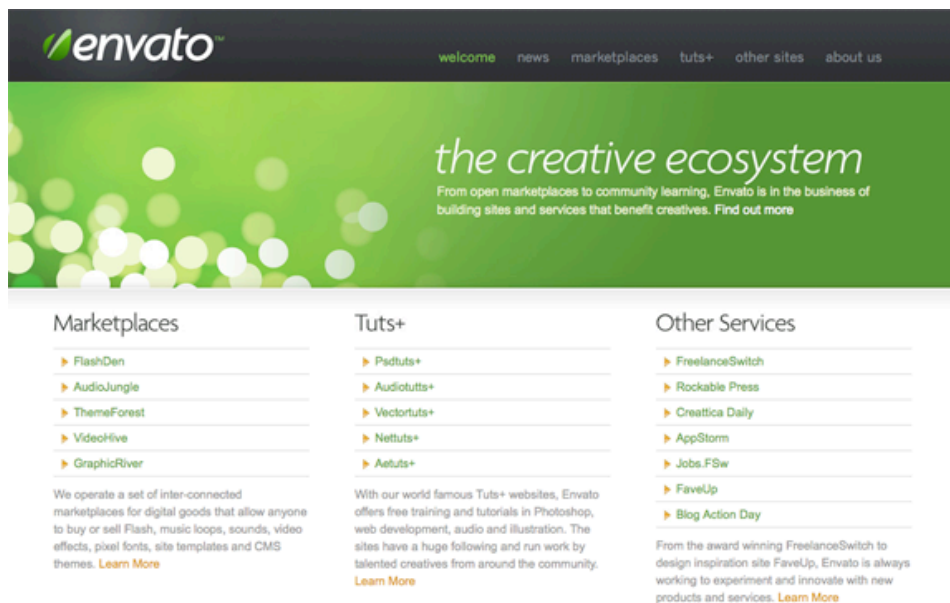 envato™
welcome news marketplaces tuts+ other sites about us
the creative ecosystem
From open marketplaces to community learning, Envato is in the business of
building sites and services that benefit creatives. Find out more
Marketplaces
FlashDen
AudioJungle
ThemeForest
VideoHive
GraphicRiver
We operate a set of inter-connected
marketplaces for digital goods that allow anyone
to buy or sell Flash, music loops, sounds, video
effects, pixel fonts, site templates and CMS
themes. Learn More
Tuts+
Psdtuts+
Audiotutts+
Vectortuts+
Nettuts+
Aetuts+
With our world famous Tuts+ websites, Envato
offers free training and tutorials in Photoshop,
web development, audio and illustration. The
sites have a huge following and run work by
talented creatives from around the community.
Learn More
Other Services
FreelanceSwitch
Rockable Press
Creattica Daily
AppStorm
Jobs.FSw
FaveUp
Blog Action Day
From the award winning FreelanceSwitch to
design inspiration site FaveUp, Envato is always
working to experiment and innovate with new
products and services. Learn More